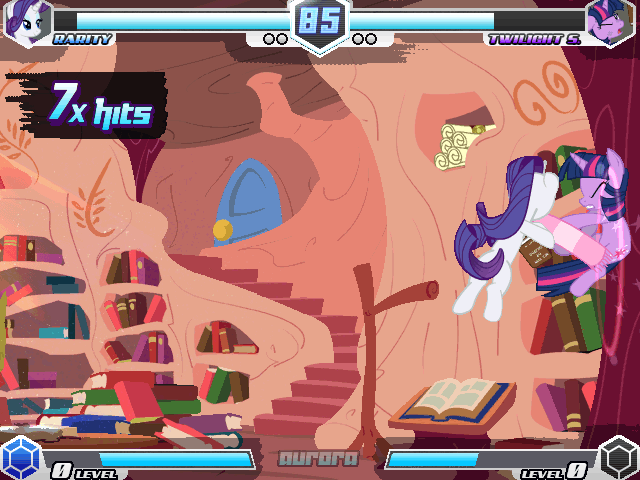 85
RARITY
TWILIGHT S.
7x hits
0 LEVEL
aurora
LEVEL 0